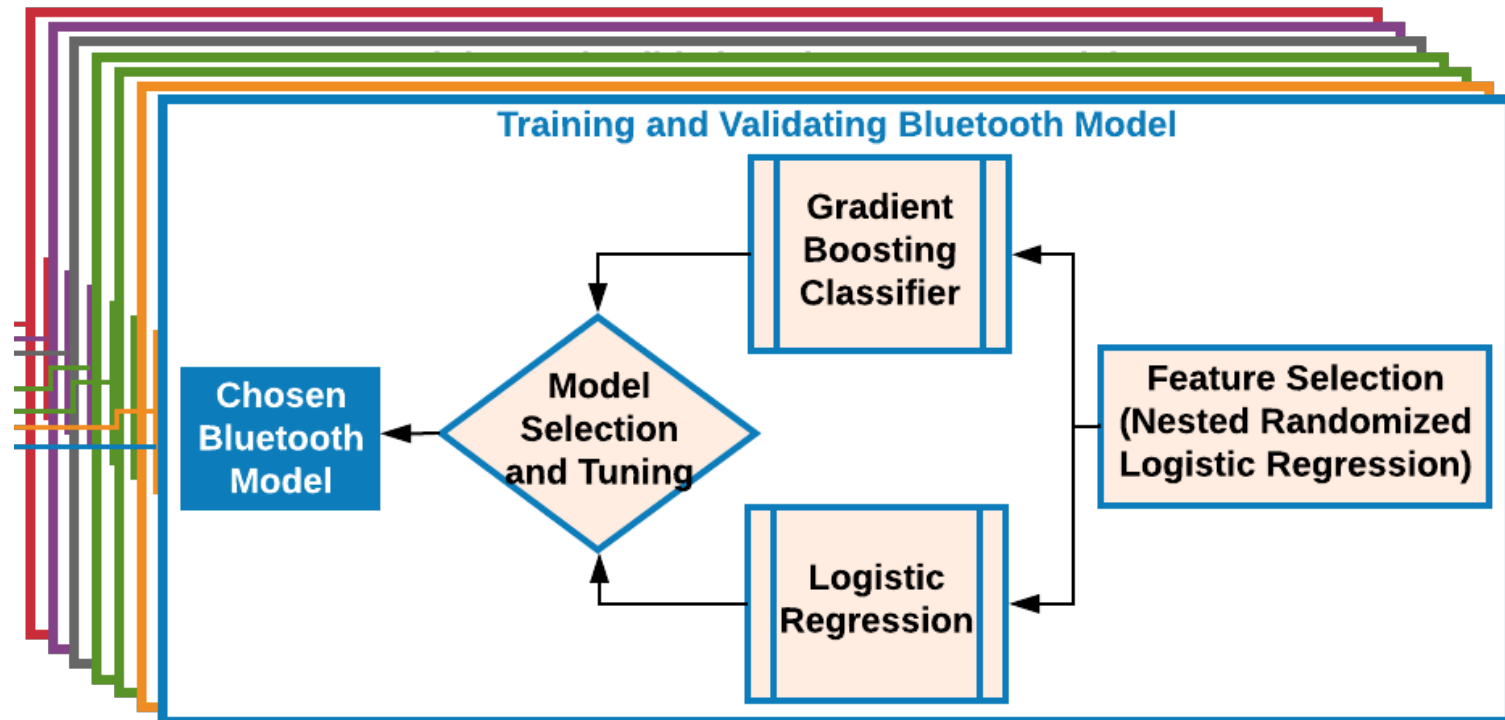 Training and Validating Bluetooth Model
Gradient
Boosting
Classifier
Chosen
Bluetooth
Model
Model
Selection
and Tuning
Feature Selection
(Nested Randomized
Logistic Regression)
Logistic
Regression